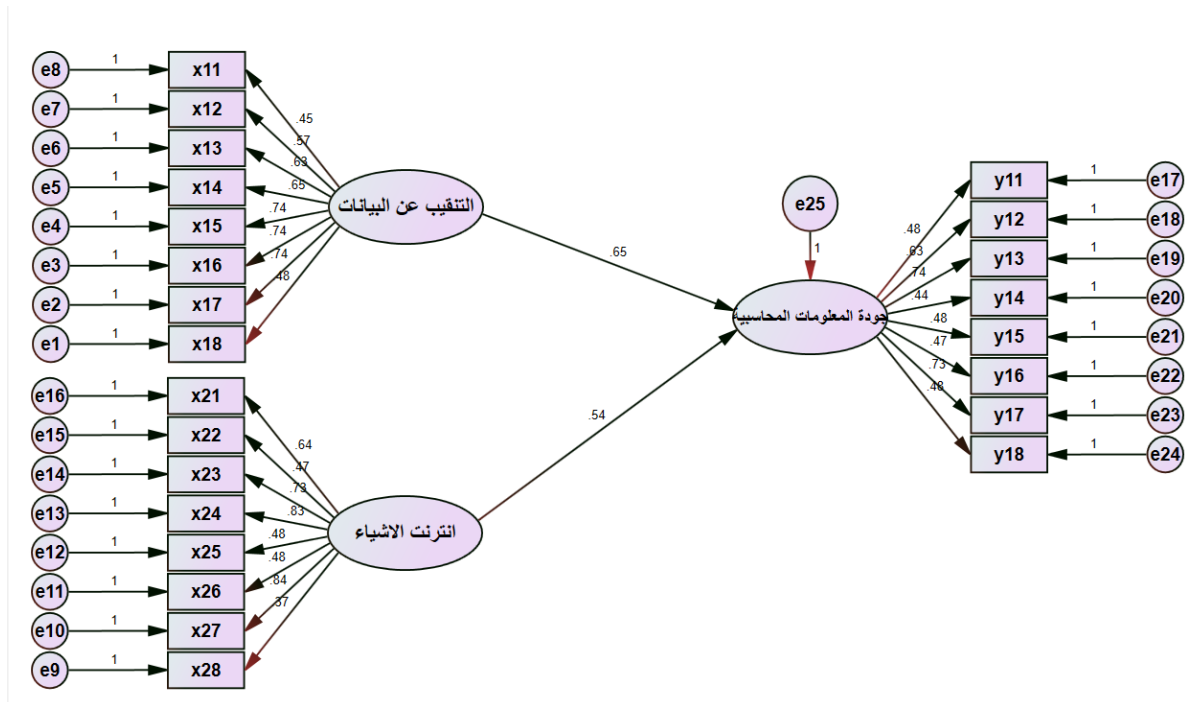 e8 1 x11
e7 1 x12
e6 1 x13
e5 1 x14
e4 1 x15
e3 1 x16
e2 1 x17
e1 1 x18
.45
.57
.63
.65
.74
.74
.74
.48
التنقيب عن البيانات
e16 1 x21
e15 1 x22
e14 1 x23
e13 1 x24
e12 1 x25
e11 1 x26
e10 1 x27
e9 1 x28
.64
.47
.73
.83
.48
.48
.84
.37
انترنت الاشياء
.65
.54
e25
1
جودة المعلومات المحاسبية
.48
.63
.74
.44
.48
.47
.73
.48
y11 1 e17
y12 1 e18
y13 1 e19
y14 1 e20
y15 1 e21
y16 1 e22
y17 1 e23
y18 1 e24